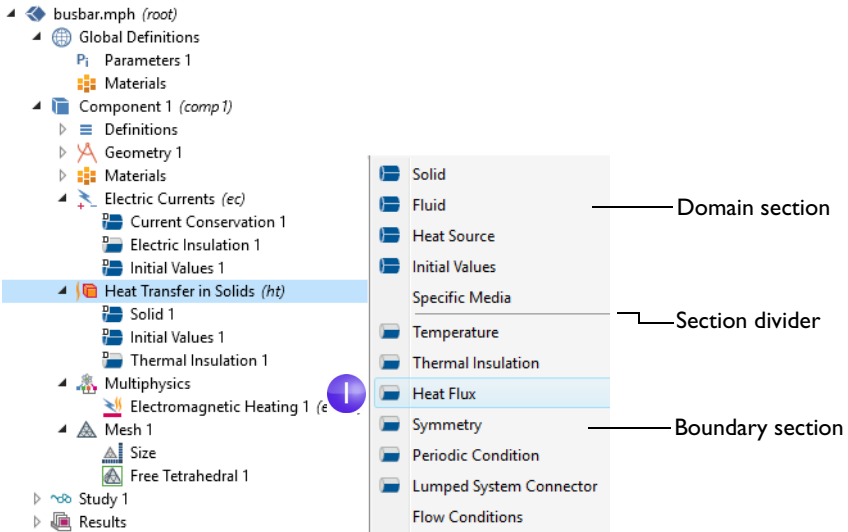 busbar.mph (root)
Global Definitions
Pi Parameters 1
Materials
Component 1 (comp1)
Definitions
Geometry 1
Materials
Electric Currents (ec)
Current Conservation 1
Electric Insulation 1
Initial Values 1
Heat Transfer in Solids (ht)
Solid 1
Initial Values 1
Thermal Insulation 1
Multiphysics
Electromagnetic Heating 1 (e
Mesh 1
Size
Free Tetrahedral 1
Study 1
Results
1
Solid
Fluid
Heat Source
Initial Values
Specific Media
Temperature
Thermal Insulation
Heat Flux
Symmetry
Periodic Condition
Lumped System Connector
Flow Conditions
Domain section
Section divider
Boundary section